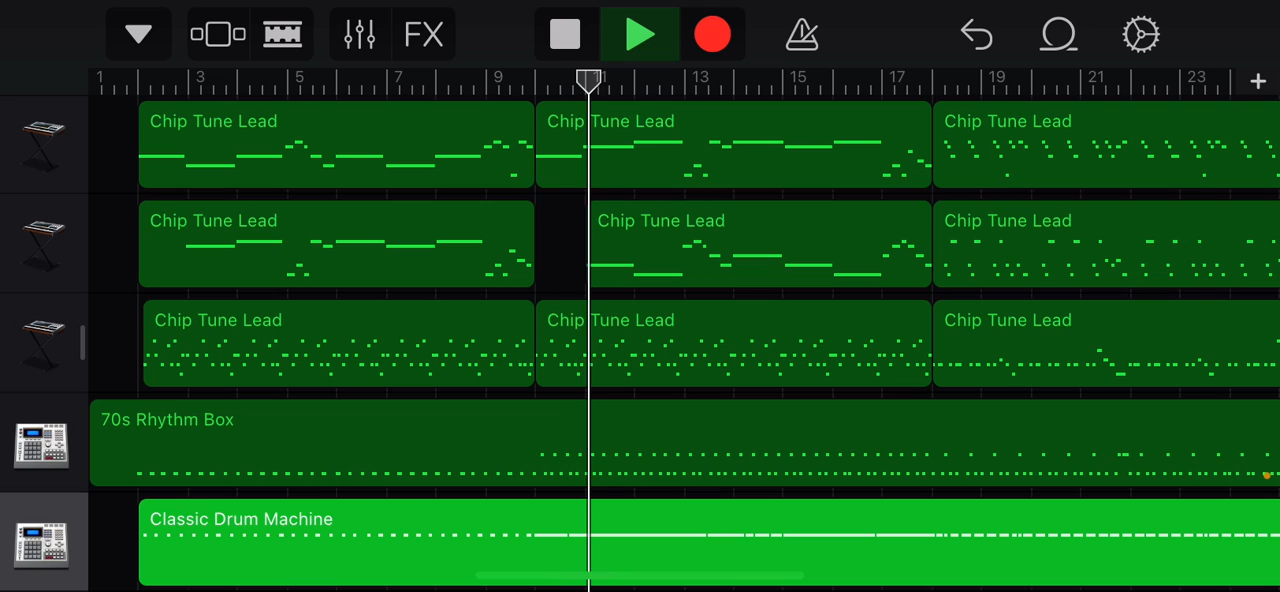 FX
1 3 5 7 9 11 13 15 17 19 21 23 +
Chip Tune Lead Chip Tune Lead Chip Tune Lead
Chip Tune Lead Chip Tune Lead Chip Tune Lead
Chip Tune Lead Chip Tune Lead Chip Tune Lead
70s Rhythm Box
Classic Drum Machine